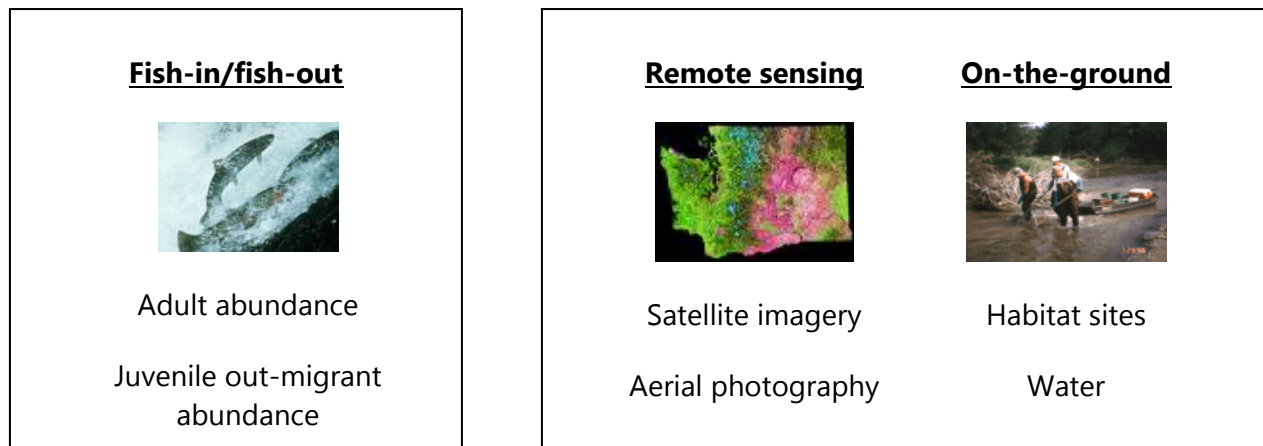 Fish-in/fish-out
Adult abundance
Juvenile out-migrant
abundance
Remote sensing
On-the-ground
Satellite imagery
Habitat sites
Aerial photography
Water